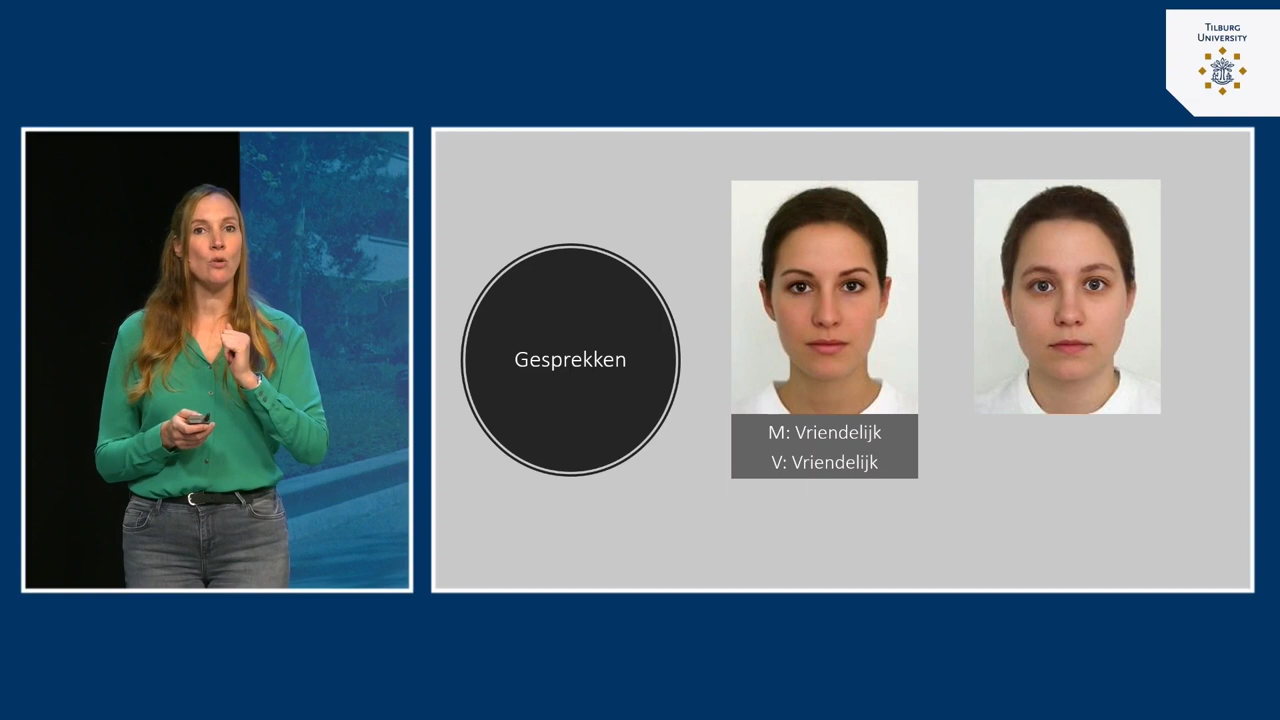 TILBURG
UNIVERSITY
Gesprekken
M: Vriendelijk
V: Vriendelijk